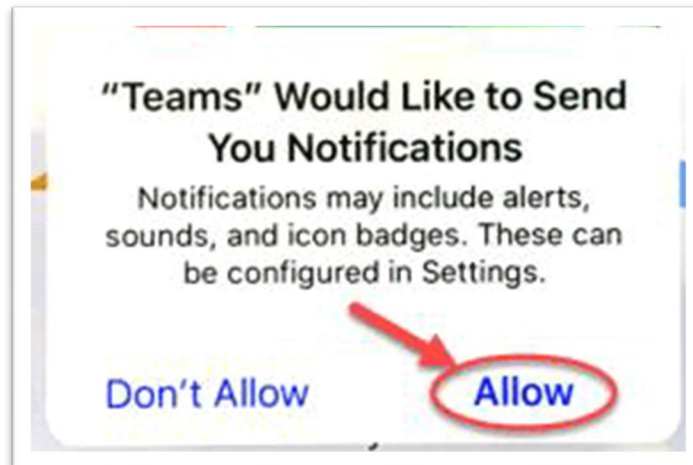 “Teams” Would Like to Send
You Notifications
Notifications may include alerts,
sounds, and icon badges. These can
be configured in Settings.
Don’t Allow
Allow